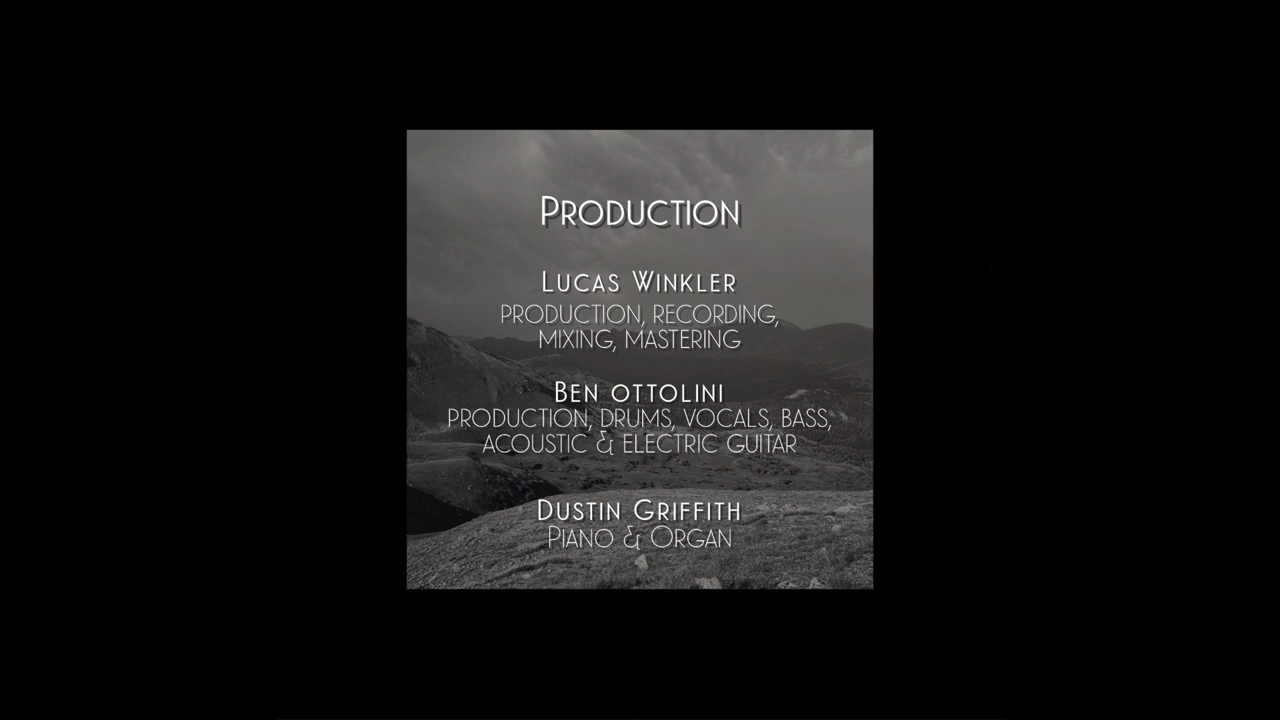 Production
Lucas Winkler
PRODUCTION, RECORDING,
MIXING, MASTERING
Ben Ottolini
PRODUCTION, DRUMS, VOCALS, BASS,
ACOUSTIC & ELECTRIC GUITAR
Dustin Griffith
Piano & Organ